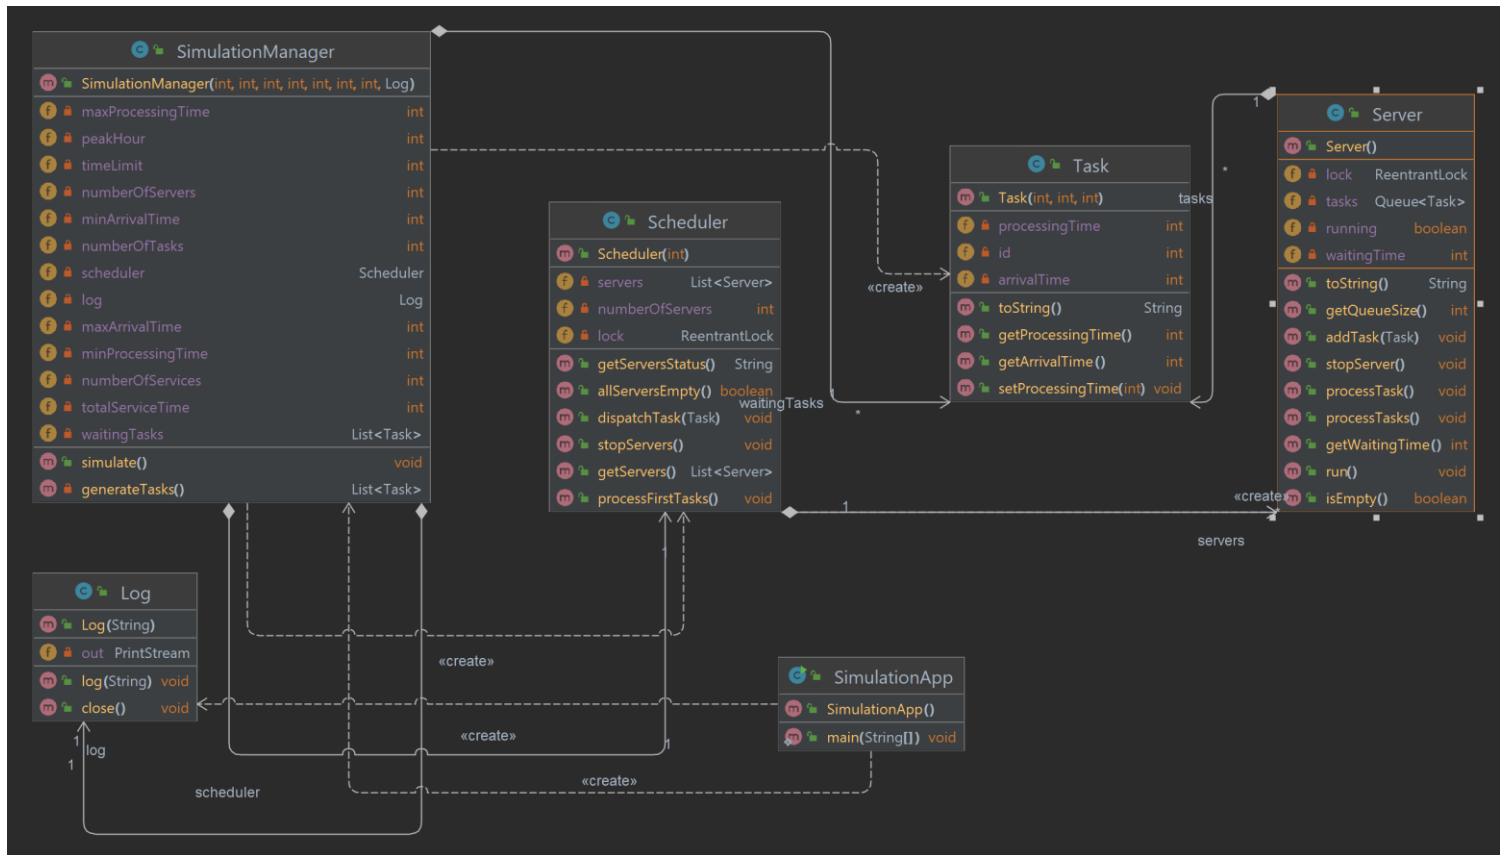 SimulationManager
SimulationManager(int, int, int, int, int, int, int, Log)
maxProcessingTime int
peakHour int
timeLimit int
numberOfServers int
minArrivalTime int
numberOfTasks int
scheduler Scheduler
log Log
maxArrivalTime int
minProcessingTime int
numberOfServices int
totalServiceTime int
waitingTasks List<Task>
simulate() void
generateTasks() List<Task>
Scheduler
Scheduler(int)
servers List<Server>
numberOfServers int
lock ReentrantLock
getServersStatus() String
allServersEmpty() boolean
dispatchTask(Task) void
stopServers() void
getServers() List<Server>
processFirstTasks() void
1
waitingTasks
*
Task
Task(int, int, int)
processingTime int
id int
arrivalTime int
toString() String
getProcessingTime() int
getArrivalTime() int
setProcessingTime(int) void
«create»
tasks
1
*
Server
Server()
lock ReentrantLock
tasks Queue<Task>
running boolean
waitingTime int
toString() String
getQueueSize() int
addTask(Task) void
stopServer() void
processTask() void
processTasks() void
getWaitingTime() int
run() void
isEmpty() boolean
«create»
1
*
servers
Log
Log(String)
out PrintStream
log(String) void
close() void
1
log
1
scheduler
1
«create»
«create»
1
«create»
SimulationApp
SimulationApp()
main(String[]) void